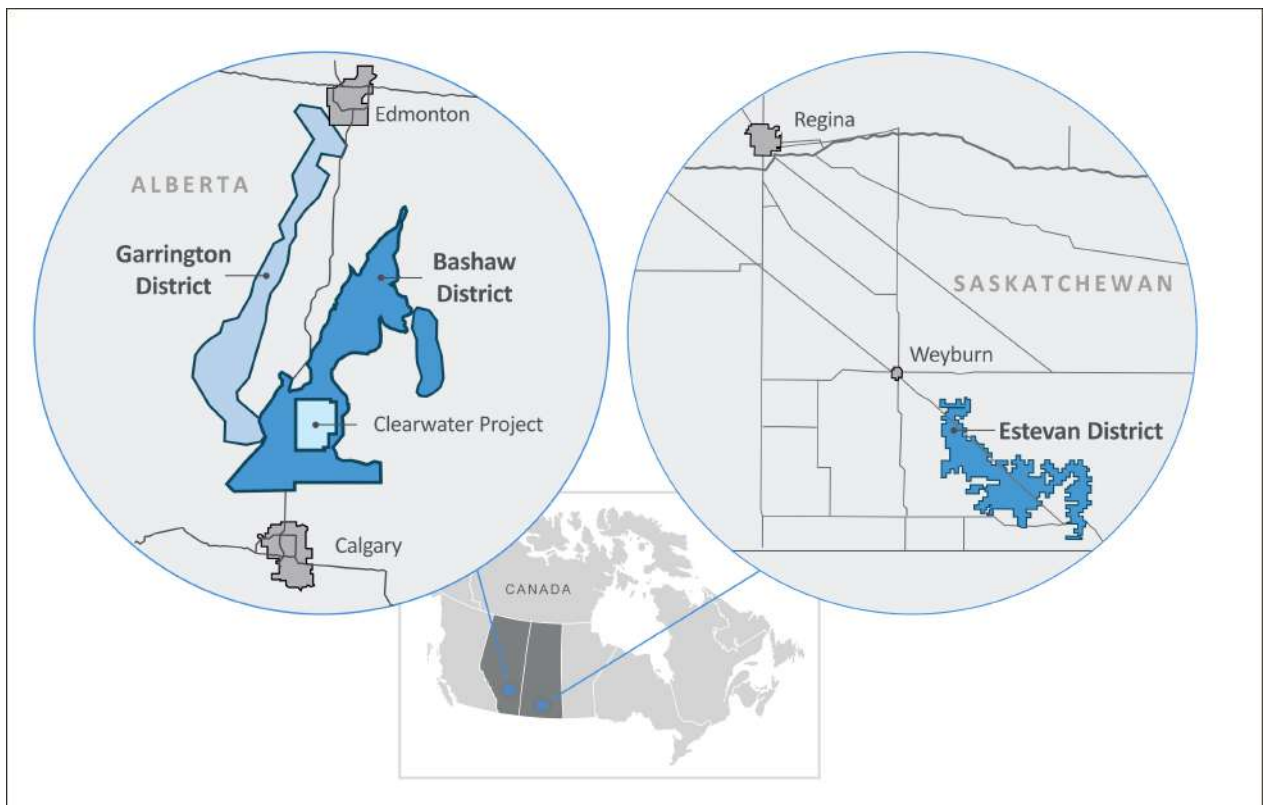 Edmonton
ALBERTA
Garrington
District
Bashaw
District
Clearwater Project
Calgary
Regina
SASKATCHEWAN
Weyburn
Estevan District
CANADA